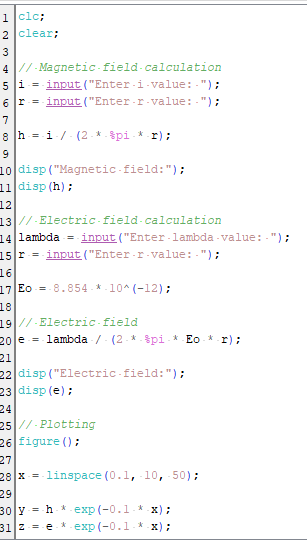 1 clc;
2 clear;
3
4 // Magnetic field calculation
5 i = input("Enter i value: ");
6 r = input("Enter r value: ");
7
8 h = i / (2 * %pi * r);
9
10 disp("Magnetic field:");
11 disp(h);
12
13 // Electric field calculation
14 lambda = input("Enter lambda value: ");
15 r = input("Enter r value: ");
16
17 Eo = 8.854 * 10^(-12);
18
19 // Electric field
20 e = lambda / (2 * %pi * Eo * r);
21
22 disp("Electric field:");
23 disp(e);
24
25 // Plotting
26 figure();
27
28 x = linspace(0.1, 10, 50);
29
30 y = h * exp(-0.1 * x);
31 z = e * exp(-0.1 * x);